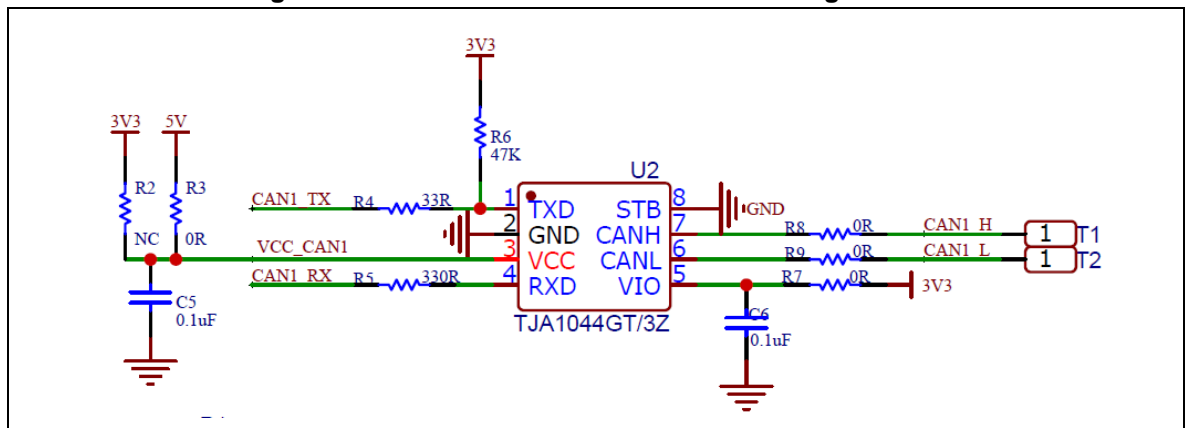 3V3
R6
47K
3V3
5V
R2
R3
NC
0R
U2
CAN1_TX
R4
33R
1
TXD
STB
8
GND
2
GND
CANH
7
R8
0R
CAN1_H
1
T1
VCC_CAN1
3
VCC
CANL
6
R9
0R
CAN1_L
1
T2
CAN1_RX
R5
330R
4
RXD
VIO
5
R7
0R
3V3
TJA1044GT/3Z
C5
0.1uF
C6
0.1uF